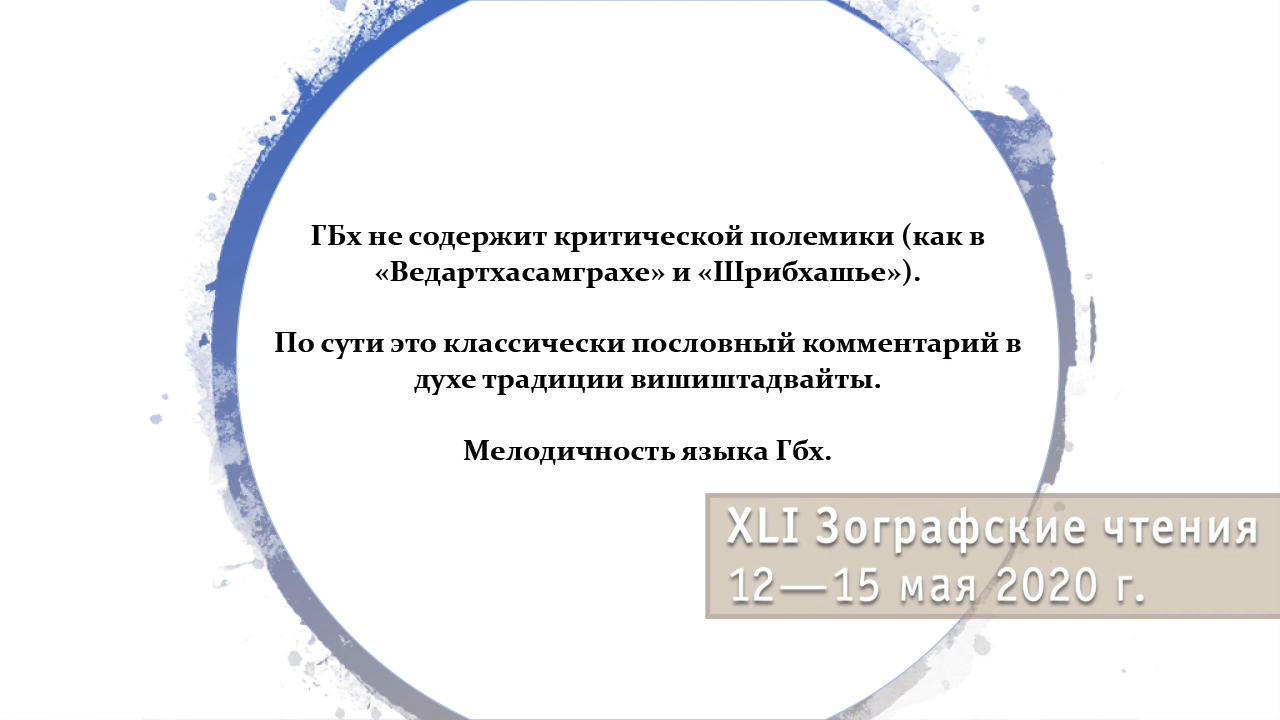 ГБх не содержит критической полемики (как в
«Ведартхасамграхе» и «Шрибхашье»).
По сути это классически пословный комментарий в
духе традиции вишиштадвайты.
Мелодичность языка Гбх.
XLI Зографские чтения
12—15 мая 2020 г.